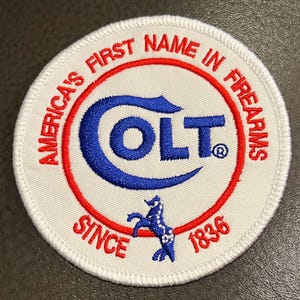 AMERICA'S FIRST NAME IN FIREARMS
COLT®
SINCE 1836